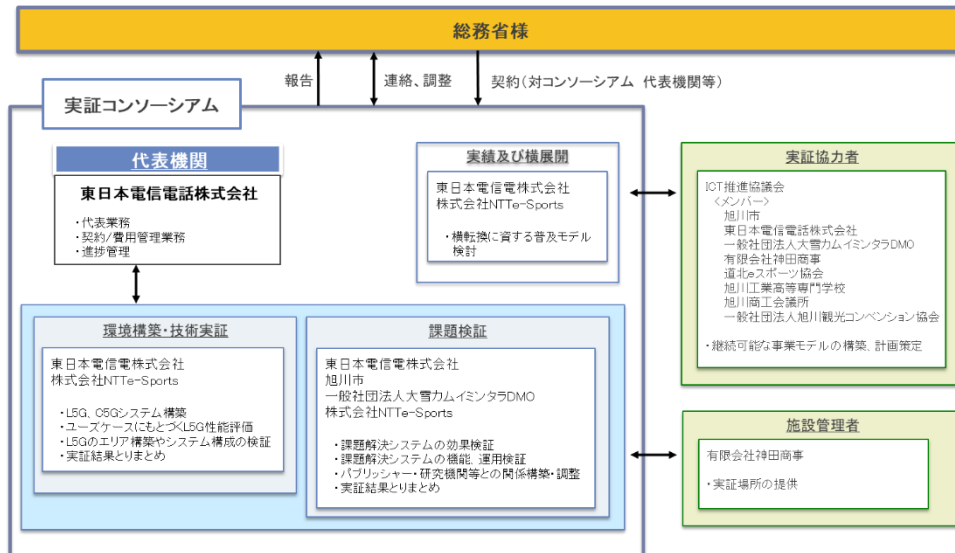 総務省様
報告
連絡、調整
契約(対コンソーシアム 代表機関等)
実証コンソーシアム
代表機関
東日本電信電話株式会社
・代表業務
・契約/費用管理業務
・進捗管理
実績及び横展開
東日本電信電株式会社
株式会社NTTe-Sports
・横転換に資する普及モデル
検討
実証協力者
ICT推進協議会
<メンバー>
旭川市
東日本電信電話株式会社
一般社団法人大雪カムイミンタラDMO
有限会社神田商事
道北eスポーツ協会
旭川工業高等専門学校
旭川商工会議所
一般社団法人旭川観光コンベンション協会
・継続可能な事業モデルの構築、計画策定
環境構築・技術実証
東日本電信電株式会社
株式会社NTTe-Sports
・L5G、C5Gシステム構築
・ユーズケースにもとづくL5G性能評価
・L5Gのエリア構築やシステム構成の検証
・実証結果とりまとめ
課題検証
東日本電信電株式会社
旭川市
一般社団法人大雪カムイミンタラDMO
株式会社NTTe-Sports
・課題解決システムの効果検証
・課題解決システムの機能、運用検証
・パブリッシャー・研究機関等との関係構築・調整
・実証結果とりまとめ
施設管理者
有限会社神田商事
・実証場所の提供